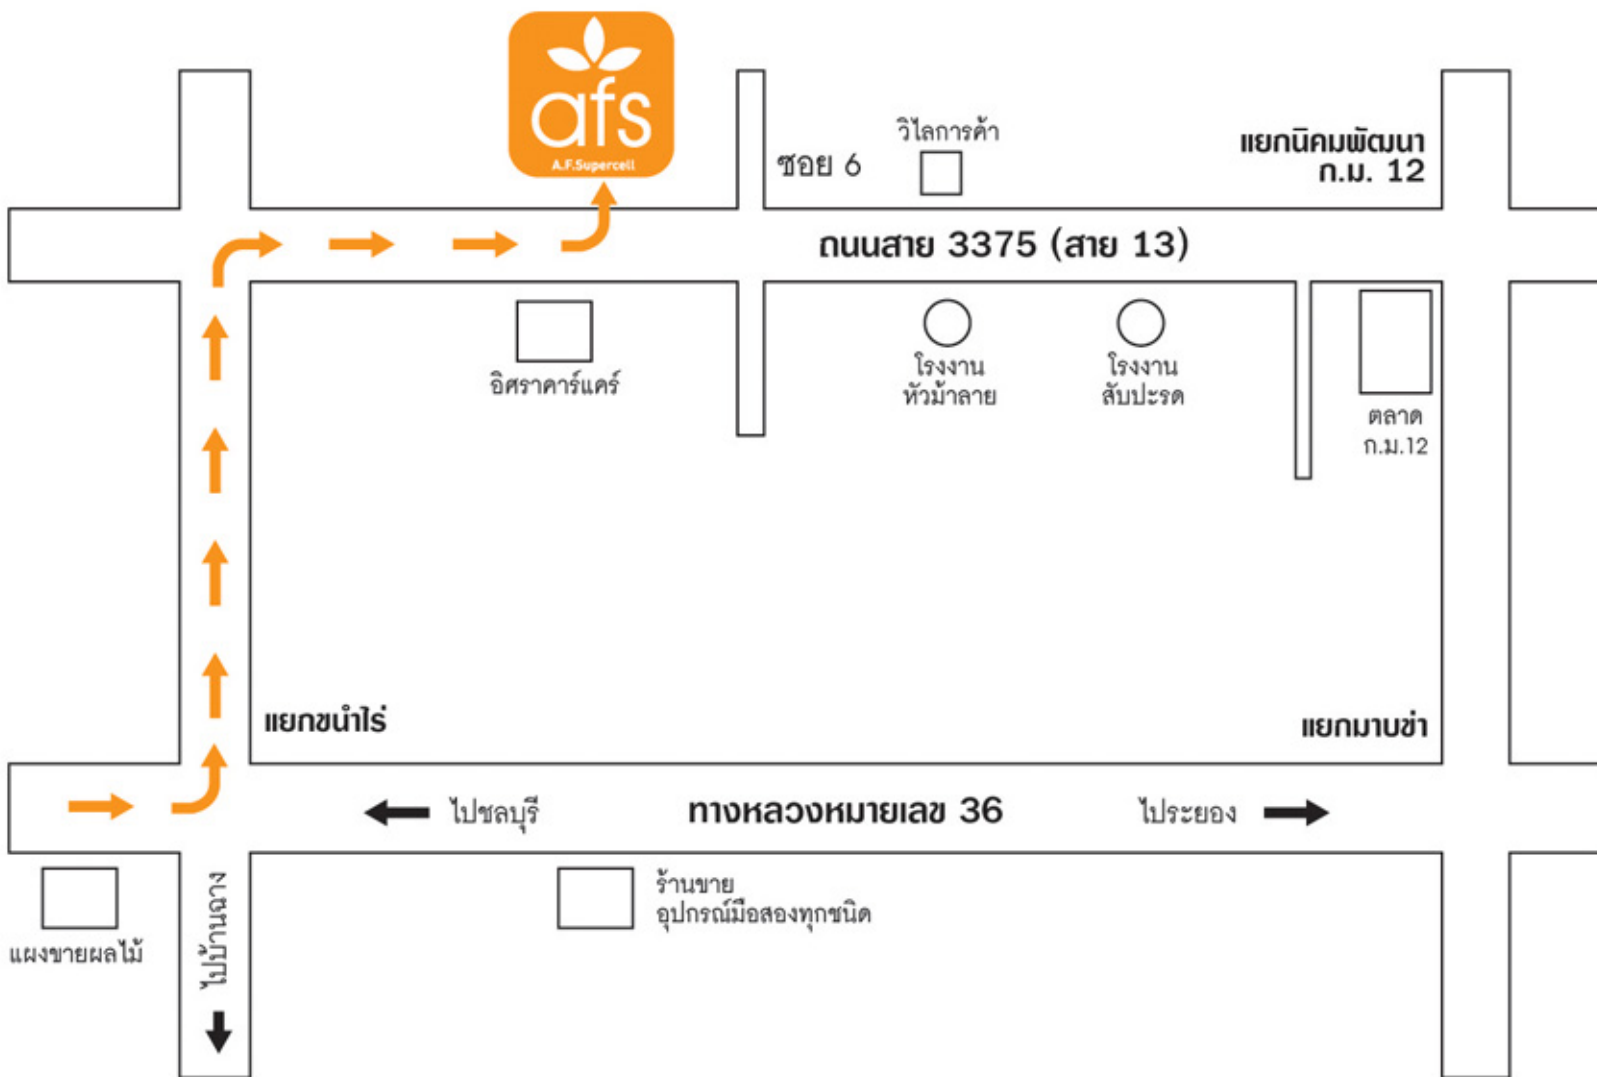 afs
A.F.Supercell
วิไลการค้า
ซอย 6
แยกนิคมพัฒนา
ก.ม. 12
ถนนสาย 3375 (สาย 13)
อิศราคาร์แคร์
โรงงาน
หัวม้าลาย
โรงงาน
สับปะรด
ตลาด
ก.ม.12
แยกขนำไร่
แยกมาบข่า
ไปชลบุรี
ทางหลวงหมายเลข 36
ไประยอง
แผงขายผลไม้
ไปบ้านฉาง
ร้านขาย
อุปกรณ์มือสองทุกชนิด